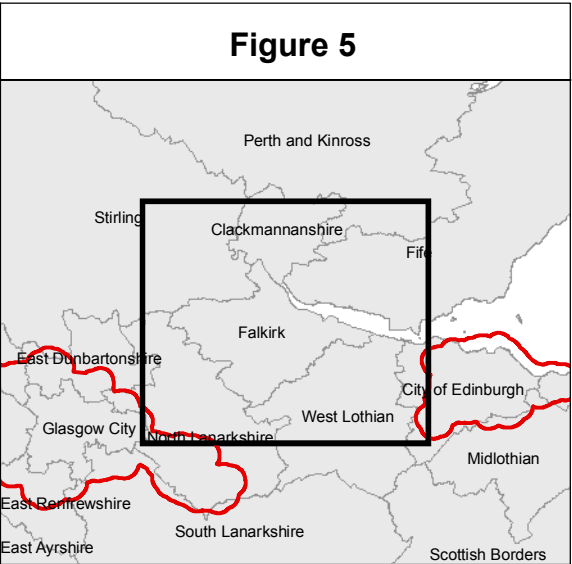 Figure 5
Perth and Kinross
Stirling
Clackmannanshire
Fife
Falkirk
East Dunbartonshire
City of Edinburgh
West Lothian
Glasgow City
North Lanarkshire
Midlothian
East Renfrewshire
South Lanarkshire
East Ayrshire
Scottish Borders